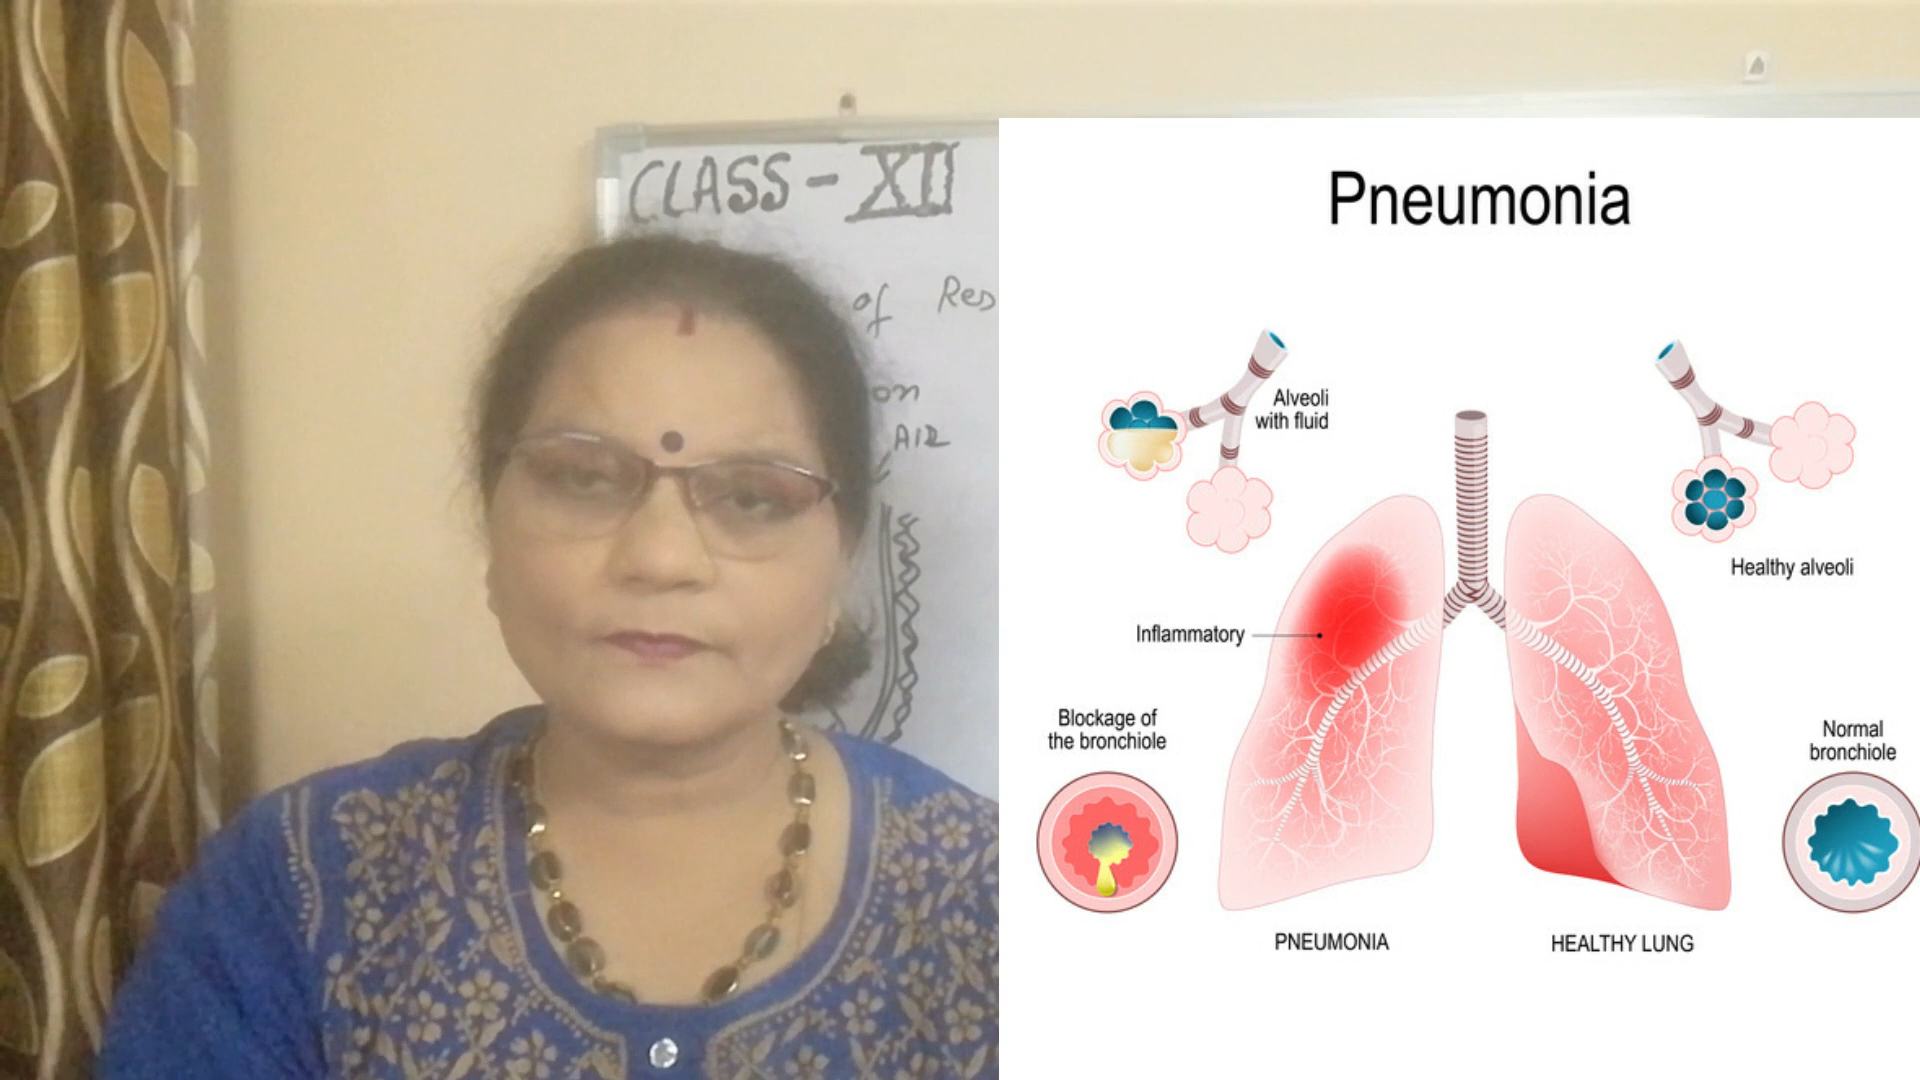 CLASS - XII
of Res
on
AIR
Pneumonia
Alveoli
with fluid
Healthy alveoli
Inflammatory
Blockage of
the bronchiole
Normal
bronchiole
PNEUMONIA
HEALTHY LUNG